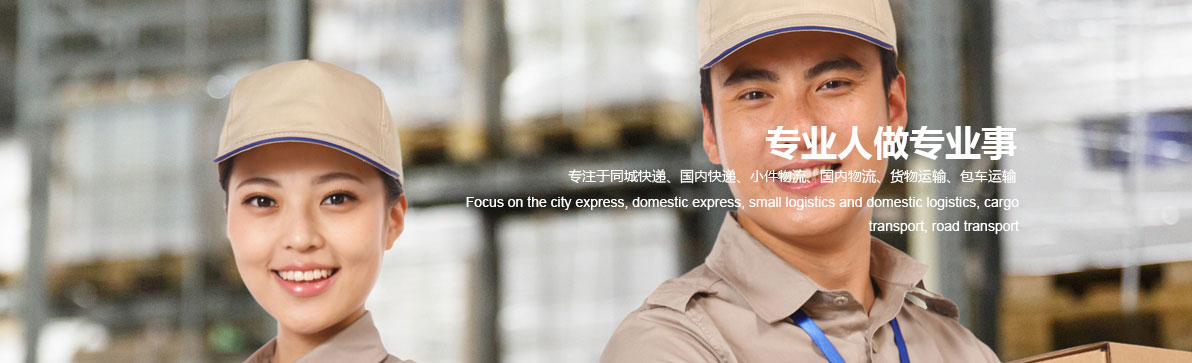 专业人做专业事
专注于同城快递、国内快递、小件物流、国内物流、货物运输、包车运输
Focus on the city express, domestic express, small logistics and domestic logistics, cargo
transport, road transport